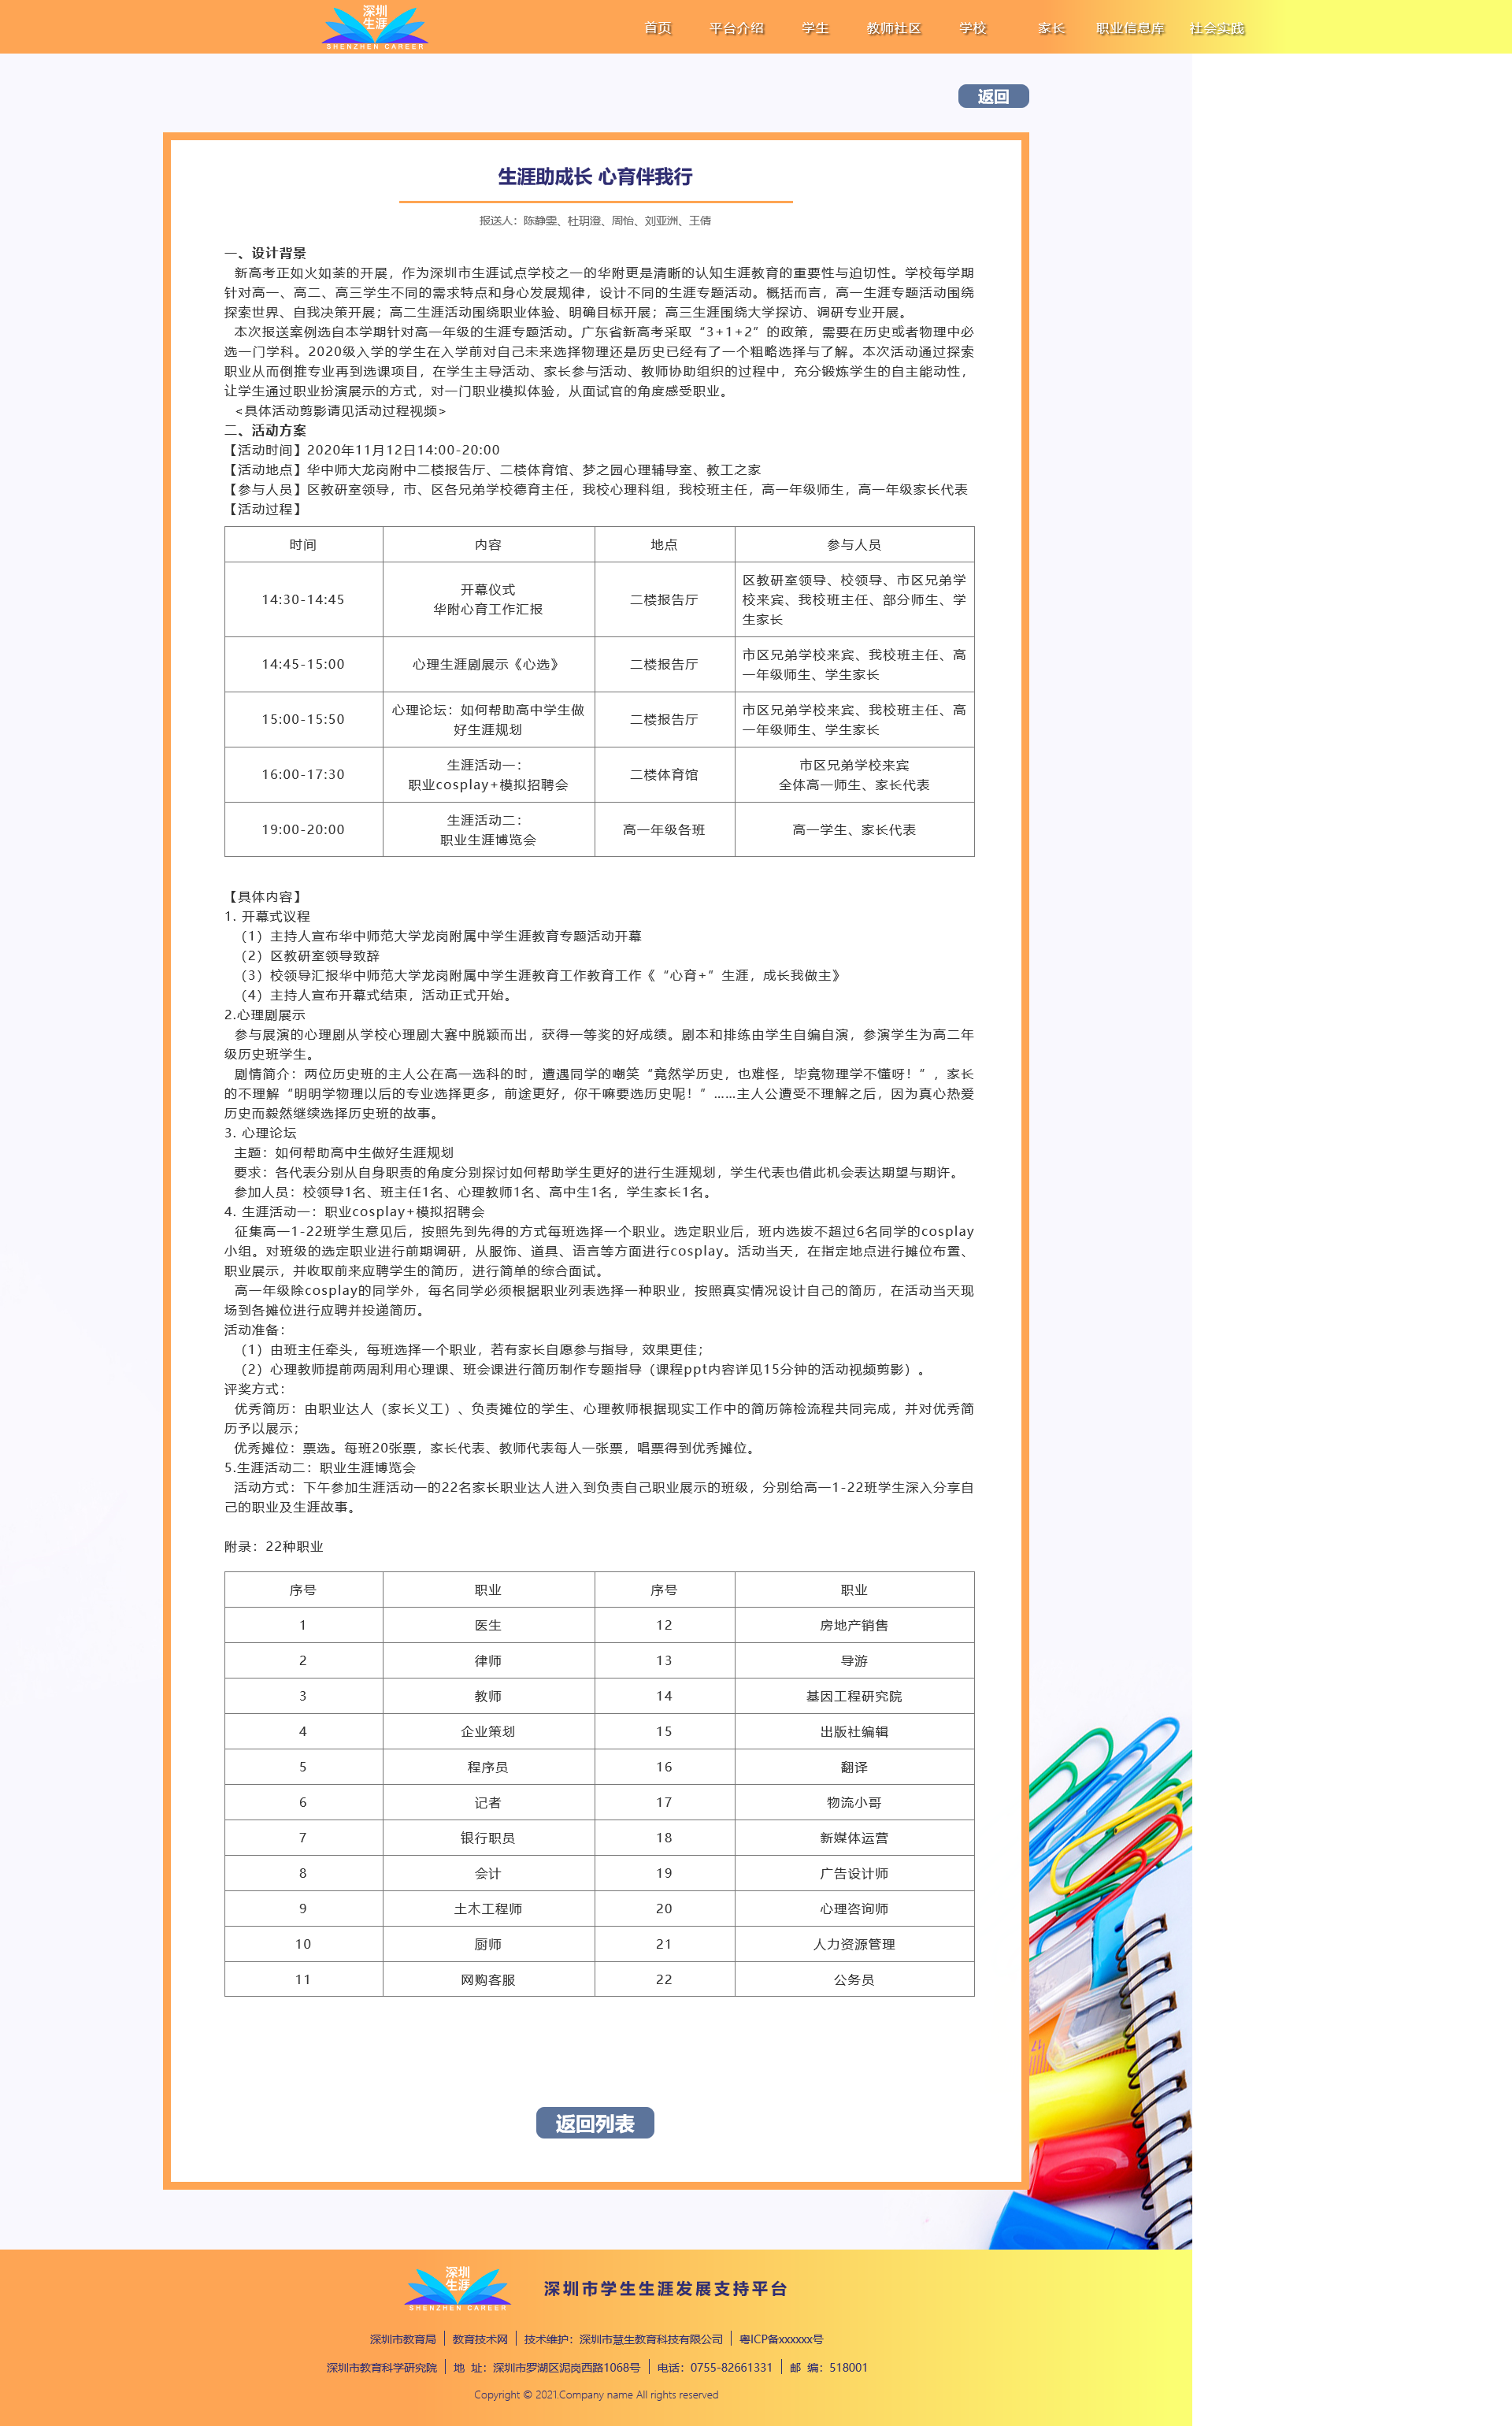 深圳
生涯
SHENZHEN CAREER
首页 平台介绍 学生 教师社区 学校 家长 职业信息库 社会实践
返回
生涯助成长 心育伴我行
报送人：陈静雯、杜玥澄、周怡、刘亚洲、王倩
一、设计背景
新高考正如火如荼的开展，作为深圳市生涯试点学校之一的华附更是清晰的认知生涯教育的重要性与迫切性。学校每学期
针对高一、高二、高三学生不同的需求特点和身心发展规律，设计不同的生涯专题活动。概括而言，高一生涯专题活动围绕
探索世界、自我决策开展；高二生涯活动围绕职业体验、明确目标开展；高三生涯围绕大学探访、调研专业开展。
本次报送案例选自本学期针对高一年级的生涯专题活动。广东省新高考采取“3+1+2”的政策，需要在历史或者物理中必
选一门学科。2020级入学的学生在入学前对自己未来选择物理还是历史已经有了一个粗略选择与了解。本次活动通过探索
职业从而倒推专业再到选课项目，在学生主导活动、家长参与活动、教师协助组织的过程中，充分锻炼学生的自主能动性，
让学生通过职业扮演展示的方式，对一门职业模拟体验，从面试官的角度感受职业。
<具体活动剪影请见活动过程视频>
二、活动方案
【活动时间】2020年11月12日14:00-20:00
【活动地点】华中师大龙岗附中二楼报告厅、二楼体育馆、梦之园心理辅导室、教工之家
【参与人员】区教研室领导，市、区各兄弟学校德育主任，我校心理科组，我校班主任，高一年级师生，高一年级家长代表
【活动过程】
时间 内容 地点 参与人员
14:30-14:45 开幕仪式 华附心育工作汇报 二楼报告厅 区教研室领导、校领导、市区兄弟学
校来宾、我校班主任、部分师生、学
生家长
14:45-15:00 心理生涯剧展示《心选》 二楼报告厅 市区兄弟学校来宾、我校班主任、高
一年级师生、学生家长
15:00-15:50 心理论坛：如何帮助高中学生做
好生涯规划 二楼报告厅 市区兄弟学校来宾、我校班主任、高
一年级师生、学生家长
16:00-17:30 生涯活动一：
职业cosplay+模拟招聘会 二楼体育馆 市区兄弟学校来宾
全体高一师生、家长代表
19:00-20:00 生涯活动二：
职业生涯博览会 高一年级各班 高一学生、家长代表
【具体内容】
1. 开幕式议程
（1）主持人宣布华中师范大学龙岗附属中学生涯教育专题活动开幕
（2）区教研室领导致辞
（3）校领导汇报华中师范大学龙岗附属中学生涯教育工作教育工作《“心育+”生涯，成长我做主》
（4）主持人宣布开幕式结束，活动正式开始。
2.心理剧展示
参与展演的心理剧从学校心理剧大赛中脱颖而出，获得一等奖的好成绩。剧本和排练由学生自编自演，参演学生为高二年
级历史班学生。
剧情简介：两位历史班的主人公在高一选科的时，遭遇同学的嘲笑“竟然学历史，也难怪，毕竟物理学不懂呀！”，家长
的不理解“明明学物理以后的专业选择更多，前途更好，你干嘛要选历史呢！”……主人公遭受不理解之后，因为真心热爱
历史而毅然继续选择历史班的故事。
3. 心理论坛
主题：如何帮助高中生做好生涯规划
要求：各代表分别从自身职责的角度分别探讨如何帮助学生更好的进行生涯规划，学生代表也借此机会表达期望与期许。
参加人员：校领导1名、班主任1名、心理教师1名、高中生1名，学生家长1名。
4. 生涯活动一：职业cosplay+模拟招聘会
征集高一1-22班学生意见后，按照先到先得的方式每班选择一个职业。选定职业后，班内选拔不超过6名同学的cosplay
小组。对班级的选定职业进行前期调研，从服饰、道具、语言等方面进行cosplay。活动当天，在指定地点进行摊位布置、
职业展示，并收取前来应聘学生的简历，进行简单的综合面试。
高一年级除cosplay的同学外，每名同学必须根据职业列表选择一种职业，按照真实情况设计自己的简历，在活动当天现
场到各摊位进行应聘并投递简历。
活动准备：
（1）由班主任牵头，每班选择一个职业，若有家长自愿参与指导，效果更佳；
（2）心理教师提前两周利用心理课、班会课进行简历制作专题指导（课程ppt内容详见15分钟的活动视频剪影）。
评奖方式：
优秀简历：由职业达人（家长义工）、负责摊位的学生、心理教师根据现实工作中的简历筛检流程共同完成，并对优秀简
历予以展示；
优秀摊位：票选。每班20张票，家长代表、教师代表每人一张票，唱票得到优秀摊位。
5.生涯活动二：职业生涯博览会
活动方式：下午参加生涯活动一的22名家长职业达人进入到负责自己职业展示的班级，分别给高一1-22班学生深入分享自
己的职业及生涯故事。
附录：22种职业
序号 职业 序号 职业
1 医生 12 房地产销售
2 律师 13 导游
3 教师 14 基因工程研究院
4 企业策划 15 出版社编辑
5 程序员 16 翻译
6 记者 17 物流小哥
7 银行职员 18 新媒体运营
8 会计 19 广告设计师
9 土木工程师 20 心理咨询师
10 厨师 21 人力资源管理
11 网购客服 22 公务员
17
返回列表
深圳
生涯
SHENZHEN CAREER
深圳市学生生涯发展支持平台
深圳市教育局 教育技术网 技术维护：深圳市慧生教育科技有限公司 粤ICP备xxxxxx号
深圳市教育科学研究院 地 址：深圳市罗湖区泥岗西路1068号 电话：0755-82661331 邮 编：518001
Copyright © 2021.Company name All rights reserved